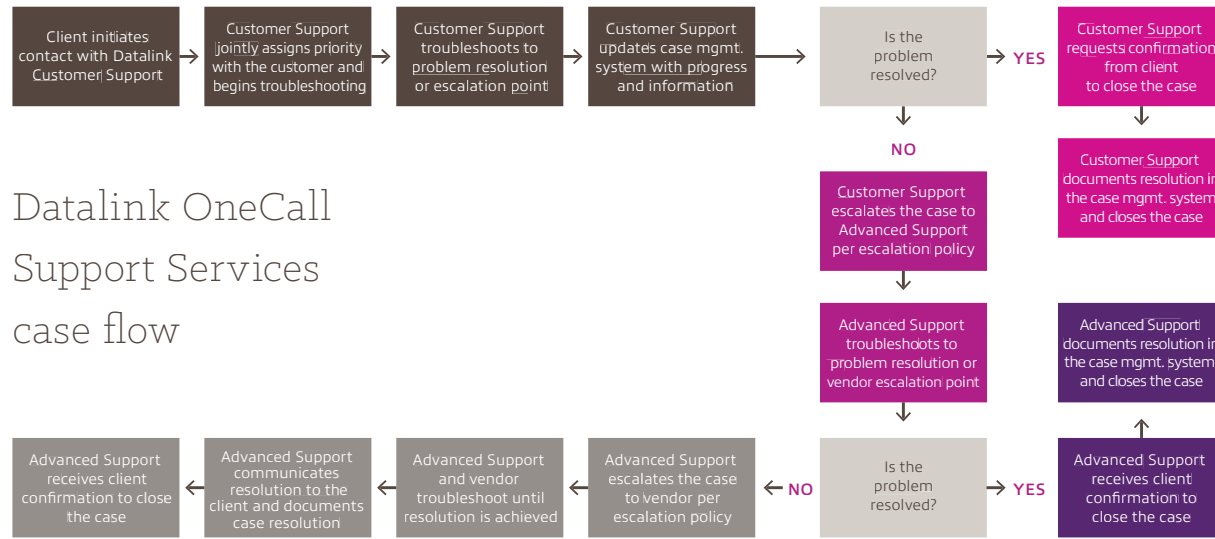 Client initiates
contact with Datalink
Customer Support
Customer Support
jointly assigns priority
with the customer and
begins troubleshooting
Customer Support
troubleshoots to
problem resolution
or escalation point
Customer Support
updates case mgmt.
system with progress
and information
Is the
problem
resolved?
YES
Customer Support
requests confirmation
from client
to close the case
NO
Customer Support
documents resolution in
the case mgmt. system
and closes the case
Datalink OneCall
Support Services
case flow
Customer Support
escalates the case to
Advanced Support
per escalation policy
Advanced Support
troubleshoots to
problem resolution or
vendor escalation point
Advanced Support
documents resolution in
the case mgmt. system
and closes the case
Advanced Support
receives client
confirmation to close
the case
Advanced Support
communicates
resolution to the
client and documents
case resolution
Advanced Support
and vendor
troubleshoot until
resolution is achieved
Advanced Support
escalates the case
to vendor per
escalation policy
NO
Is the
problem
resolved?
YES
Advanced Support
receives client
confirmation to
close the case